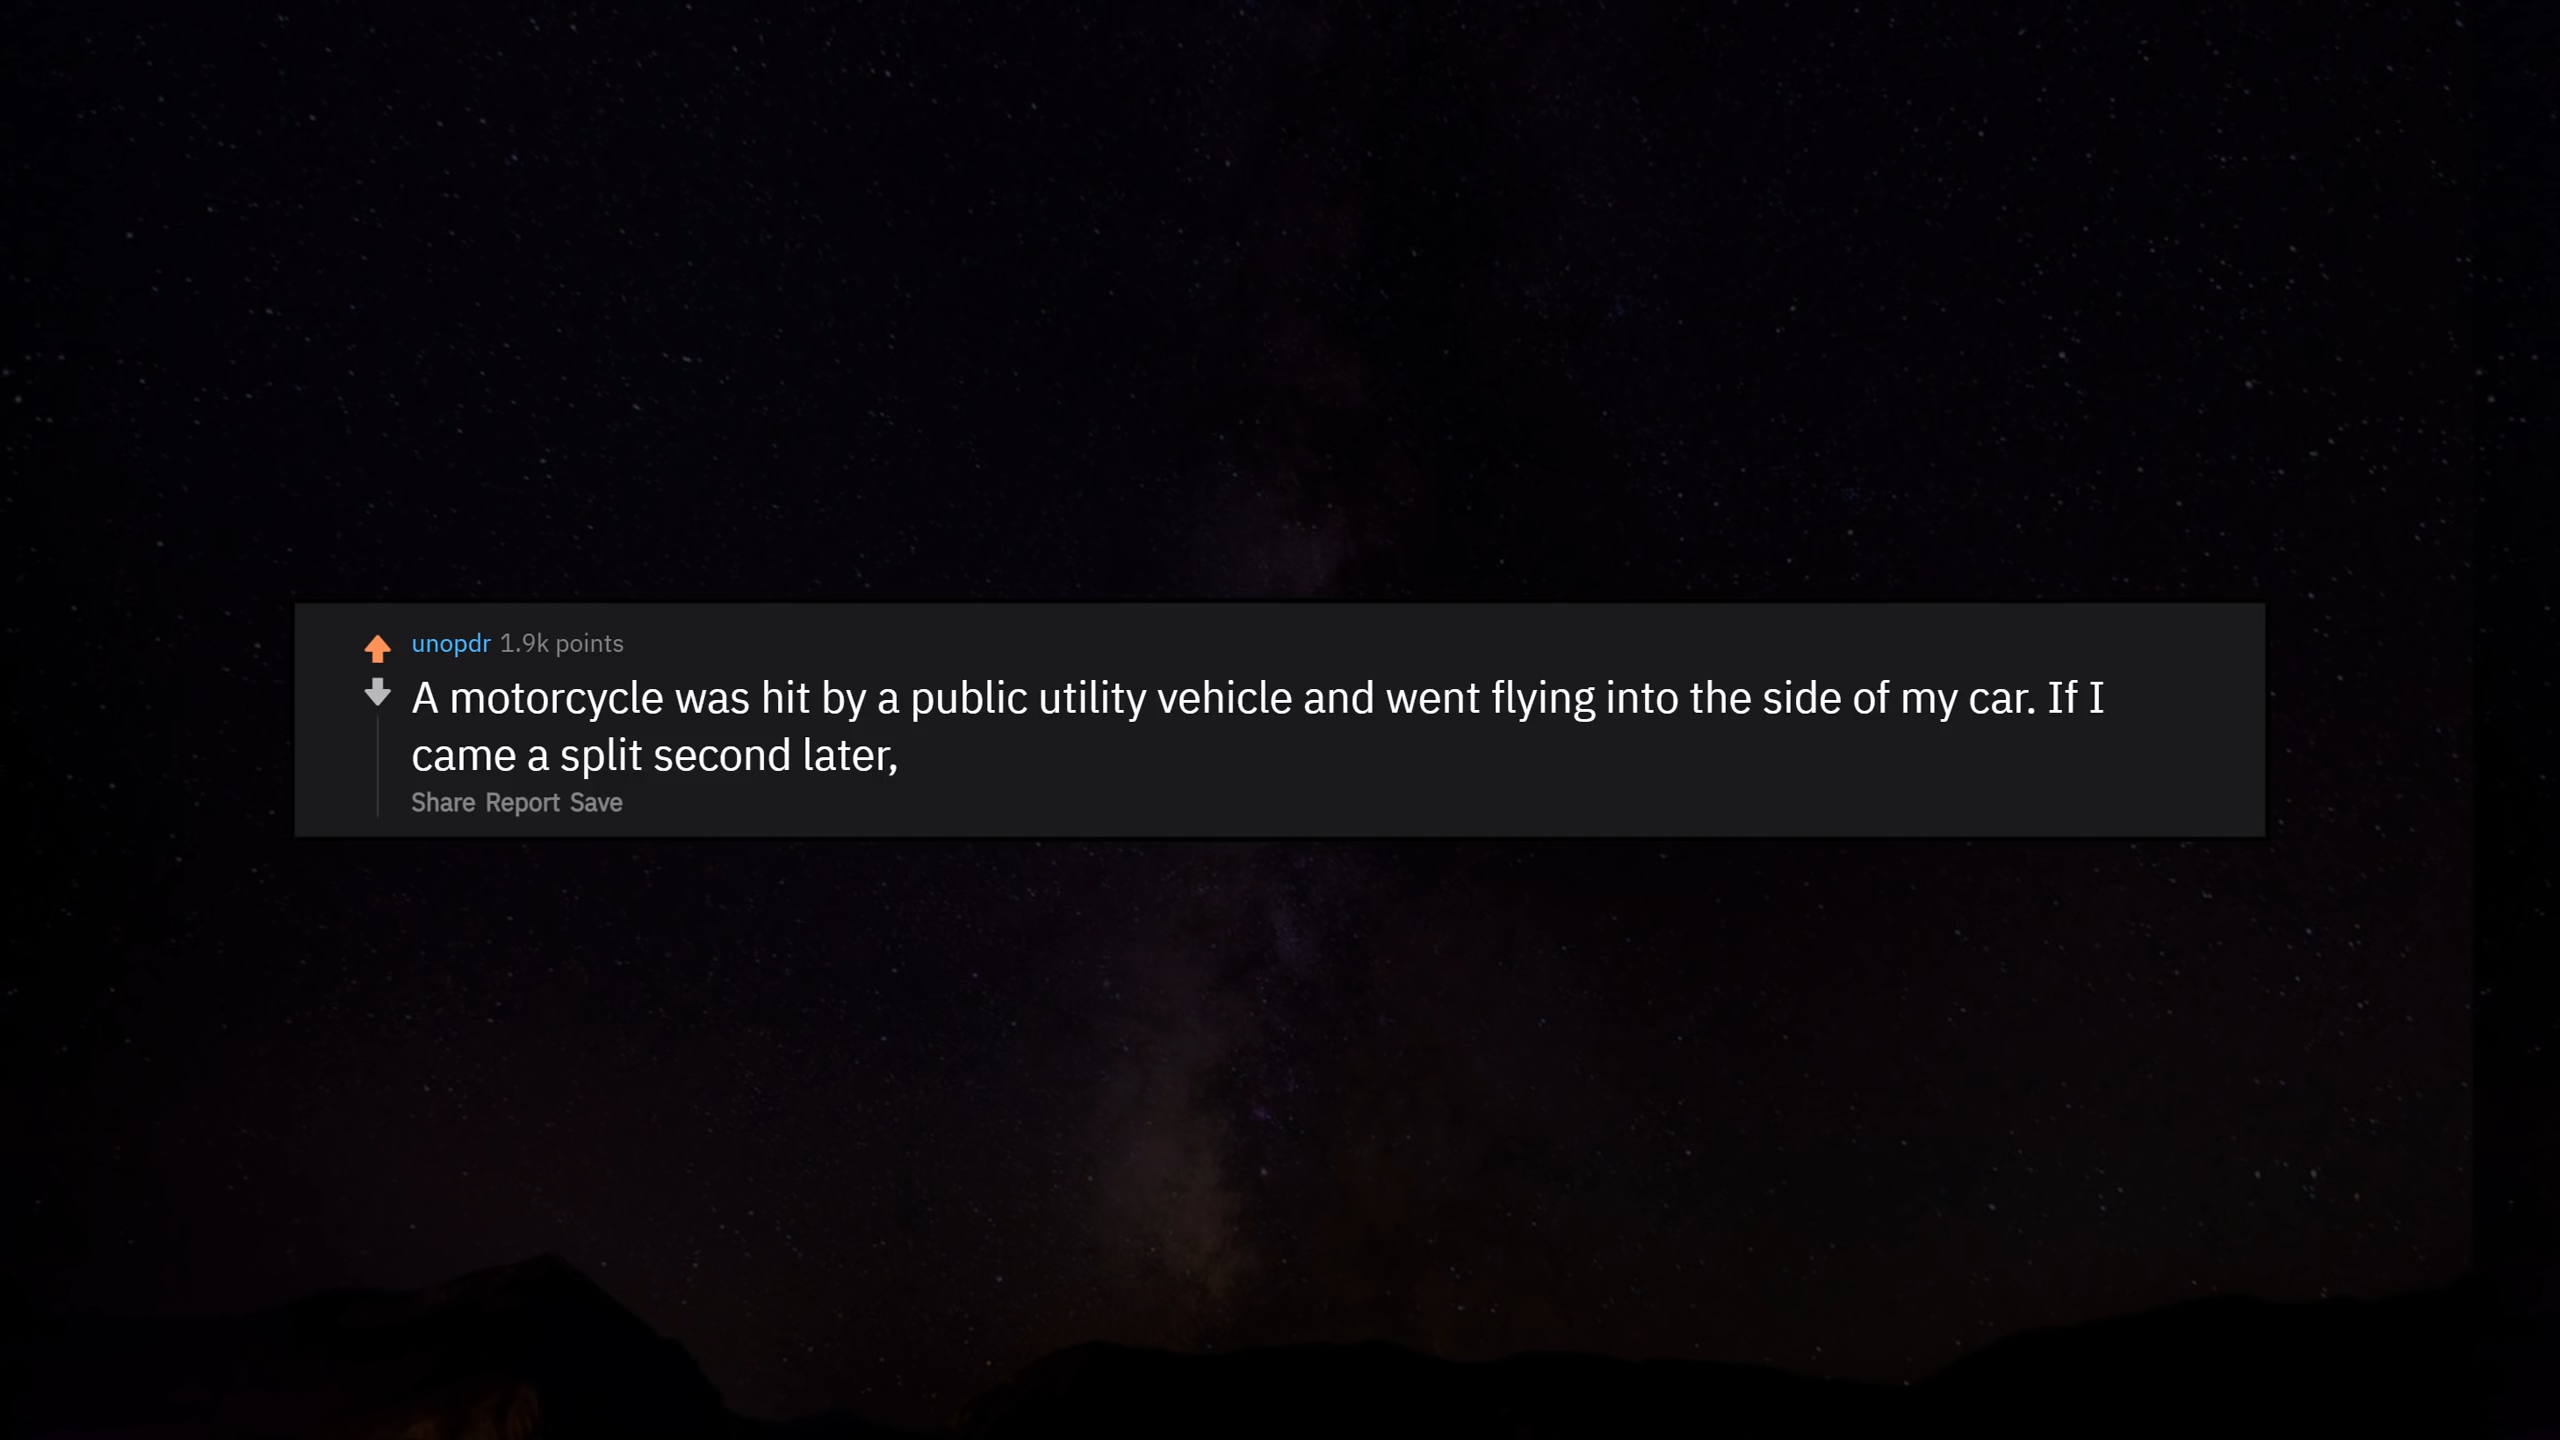 unopdr 1.9k points
A motorcycle was hit by a public utility vehicle and went flying into the side of my car. If I
came a split second later,
Share Report Save